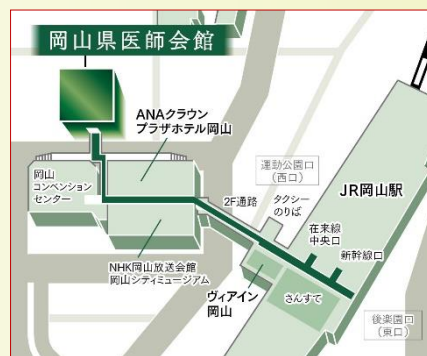 岡山県医師会館
ANAクラウン
プラザホテル岡山
岡山
コンベンション
センター
運動公園口
（西口）
JR岡山駅
2F通路
タクシー
のりば
在来線
中央口
新幹線口
NHK岡山放送会館
岡山シティミュージアム
ヴィアイン
岡山
さんすて
後楽園口
（東口）